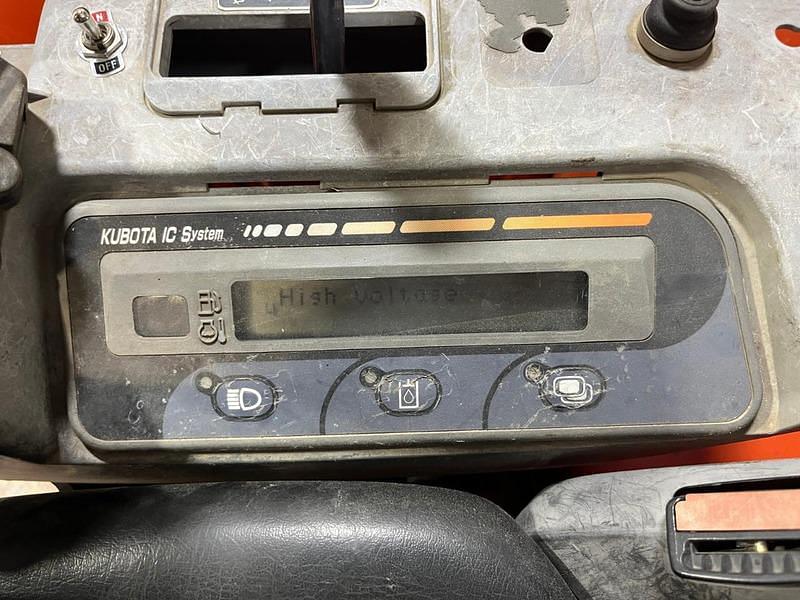 N
OFF
KUBOTA IC System
High Voltage